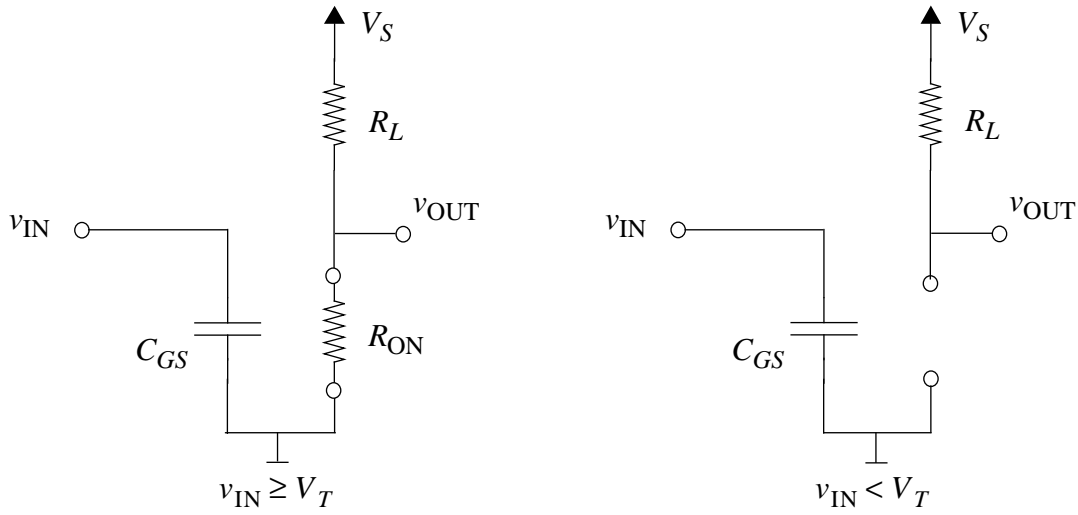 V_S
R_L
v_OUT
v_IN
C_GS
R_ON
v_IN ≥ V_T
V_S
R_L
v_OUT
v_IN
C_GS
v_IN < V_T